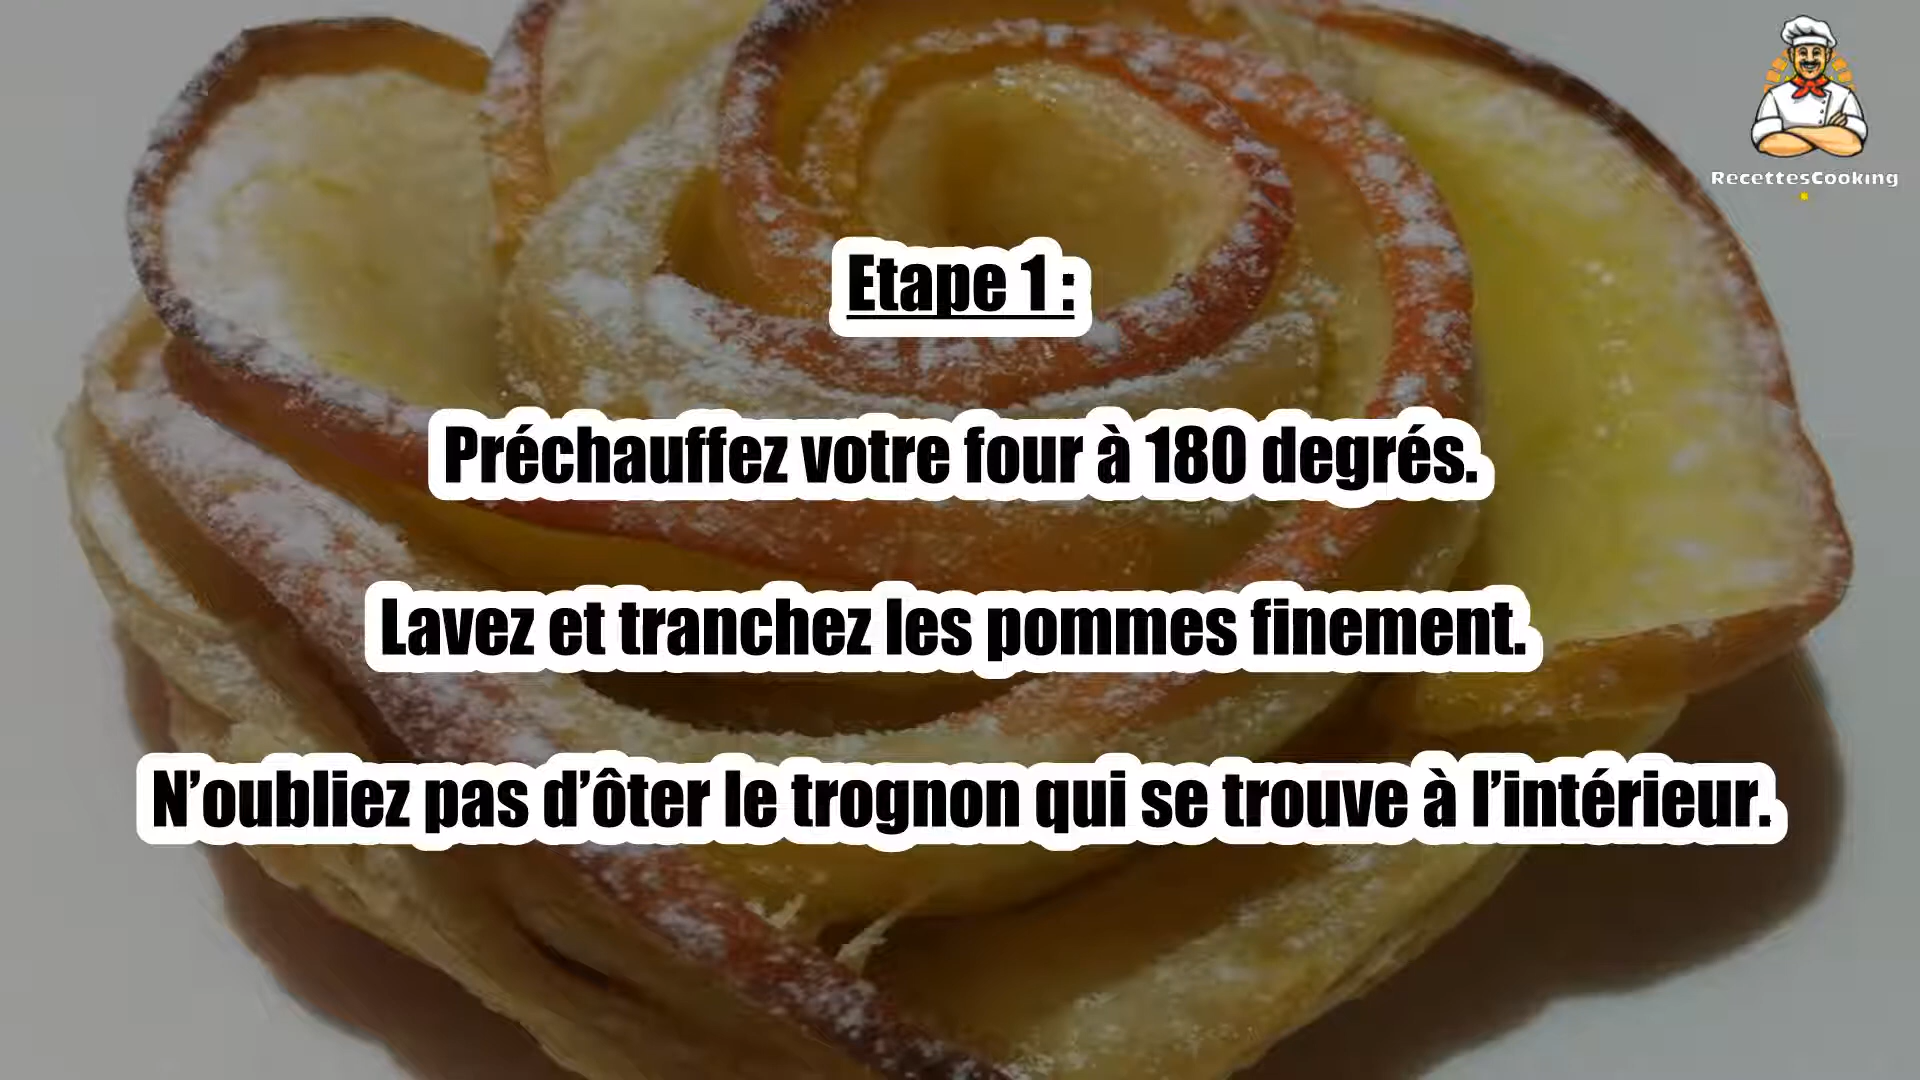 RecettesCooking
Etape 1 :
Préchauffez votre four à 180 degrés.
Lavez et tranchez les pommes finement.
N’oubliez pas d’ôter le trognon qui se trouve à l’intérieur.